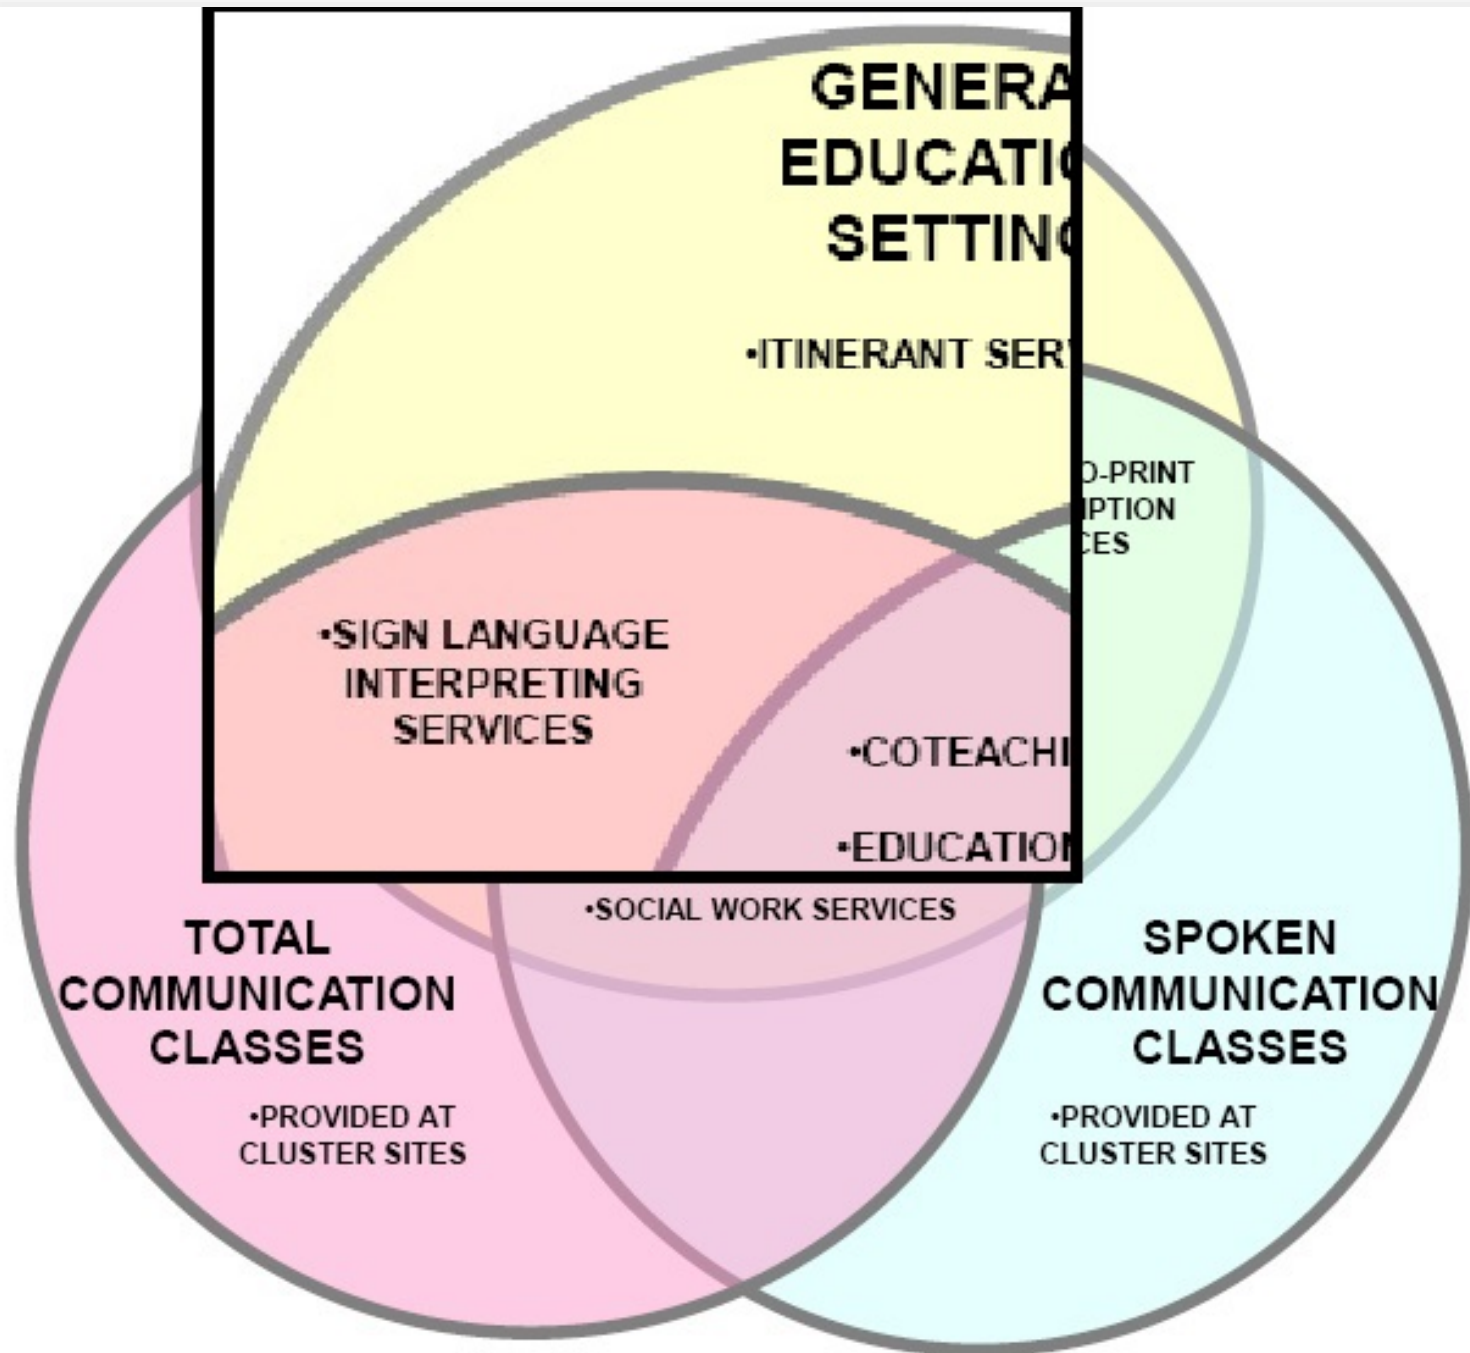 GENERA
EDUCATI
SETTIN
•ITINERANT SER
O-PRINT
IPTION
CES
•SIGN LANGUAGE
INTERPRETING
SERVICES
•COTEACHI
•EDUCATION
•SOCIAL WORK SERVICES
TOTAL
COMMUNICATION
CLASSES
•PROVIDED AT
CLUSTER SITES
SPOKEN
COMMUNICATION
CLASSES
•PROVIDED AT
CLUSTER SITES